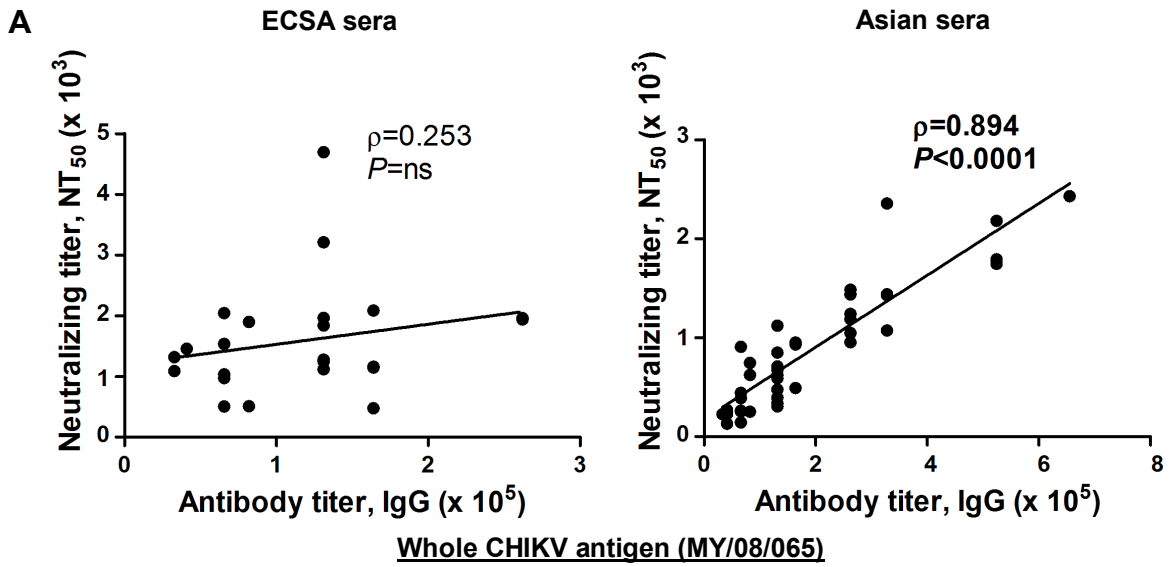 A
ECSA sera
Asian sera
Neutralizing titer, NT50 (x 10³)
5
4
3
2
1
0
ρ=0.253
P=ns
0
1
2
3
Antibody titer, IgG (x 10⁵)
Neutralizing titer, NT50 (x 10³)
3
2
1
0
ρ=0.894
P<0.0001
0
2
4
6
8
Antibody titer, IgG (x 10⁵)
Whole CHIKV antigen (MY/08/065)